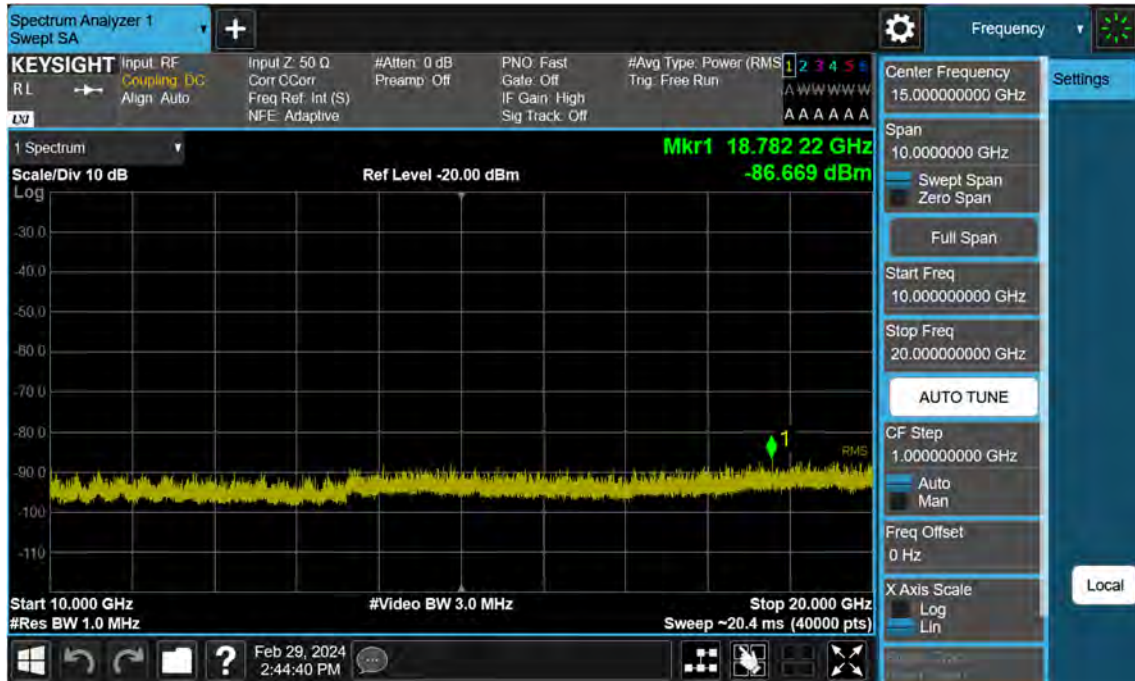 Spectrum Analyzer 1
Swept SA
Frequency
KEYSIGHT
R L
LXI
Input: RF
Coupling: DC
Align: Auto
Input Z: 50 Ω
Corr CCorr
Freq Ref: Int (S)
NFE: Adaptive
#Atten: 0 dB
Preamp: Off
PNO: Fast
Gate: Off
IF Gain: High
Sig Track: Off
#Avg Type: Power (RMS
Trig: Free Run
1 2 3 4 5 6
A W W W W W
A A A A A A
1 Spectrum
Scale/Div 10 dB
Ref Level -20.00 dBm
Mkr1 18.782 22 GHz
-86.669 dBm
Log
-30.0
-40.0
-50.0
-60.0
-70.0
-80.0
-90.0
-100
-110
1
RMS
Start 10.000 GHz
#Video BW 3.0 MHz
Stop 20.000 GHz
#Res BW 1.0 MHz
Sweep ~20.4 ms (40000 pts)
Feb 29, 2024
2:44:40 PM
?
Center Frequency
15.000000000 GHz
Span
10.0000000 GHz
Swept Span
Zero Span
Full Span
Start Freq
10.000000000 GHz
Stop Freq
20.000000000 GHz
AUTO TUNE
CF Step
1.000000000 GHz
Auto
Man
Freq Offset
0 Hz
X Axis Scale
Log
Lin
Settings
Local